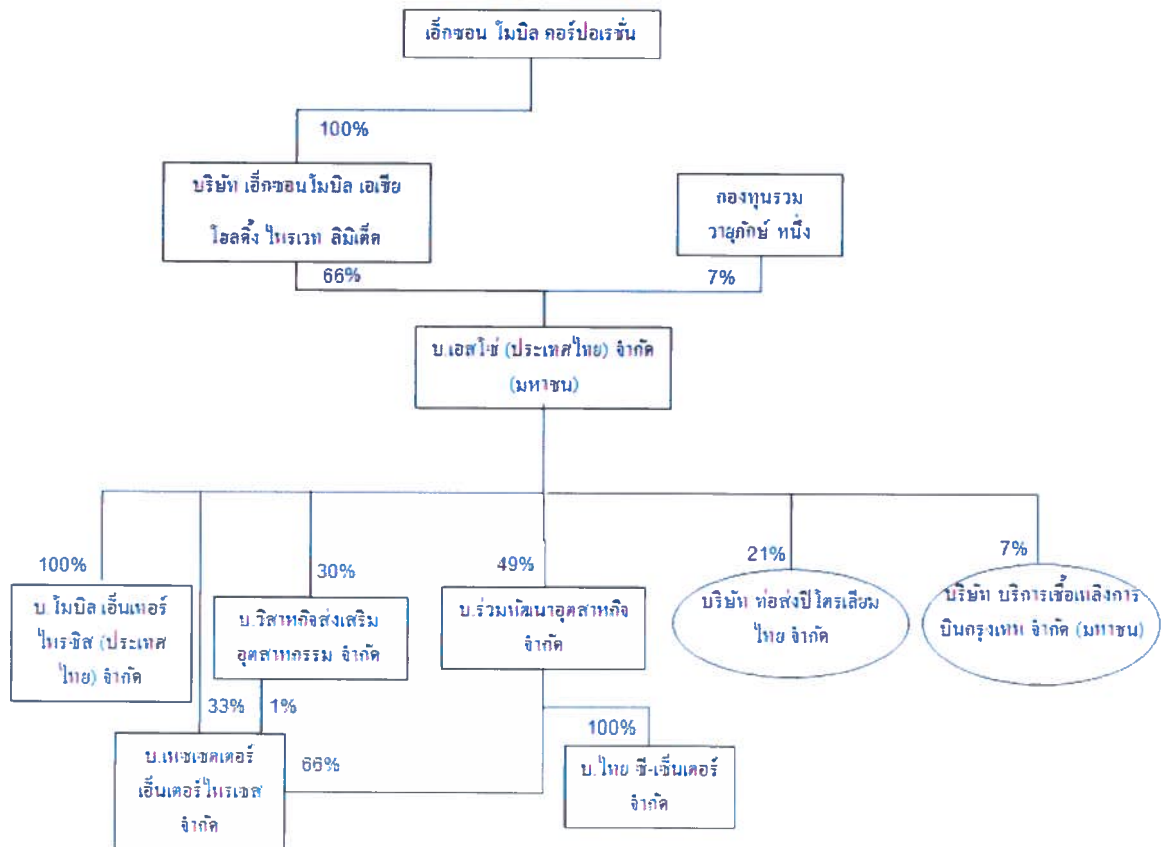 เอ็กซอน โมบิล คอร์ปอเรชั่น
100%
บริษัท เอ็กซอนโมบิล เอเชีย
โฮลดิ้ง ไพรเวท ลิมิเต็ด
กองทุนรวม
วายุภักษ์ หนึ่ง
66%
7%
บ.เอสโซ่ (ประเทศไทย) จำกัด
(มหาชน)
100%
30%
49%
21%
7%
บ.โมบิล เอ็นเทอร์
ไพรซิส (ประเทศ
ไทย) จำกัด
บ.วิสาหกิจส่งเสริม
อุตสาหกรรม จำกัด
บ.ร่วมพัฒนาอุตสาหกิจ
จำกัด
บริษัท ท่อส่งปิโตรเลียม
ไทย จำกัด
บริษัท บริการเชื้อเพลิงการ
บินกรุงเทพ จำกัด (มหาชน)
33%
1%
100%
บ.เพซเซตเตอร์
เอ็นเตอร์ไพรเซส
จำกัด
66%
บ.ไทย ซี-เซ็นเตอร์
จำกัด